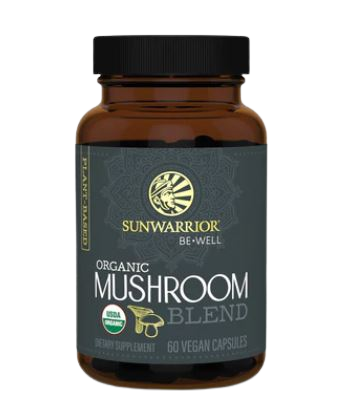 SUNWARRIOR®
BE•WELL
PLANT-BASED
ORGANIC
MUSHROOM
BLEND
USDA
ORGANIC
DIETARY SUPPLEMENT
60 VEGAN CAPSULES